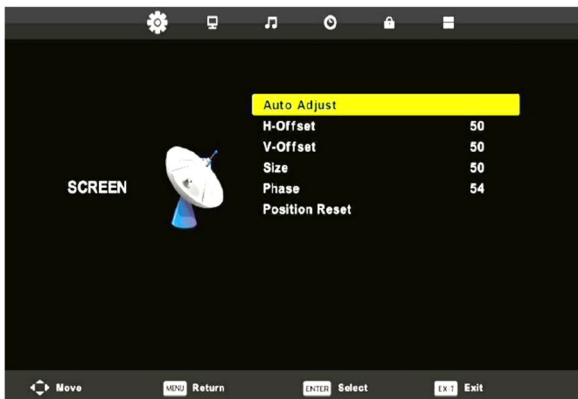 Auto Adjust
H-Offset 50
V-Offset 50
Size 50
SCREEN
Phase 54
Position Reset
Move MENU Return ENTER Select EXIT Exit